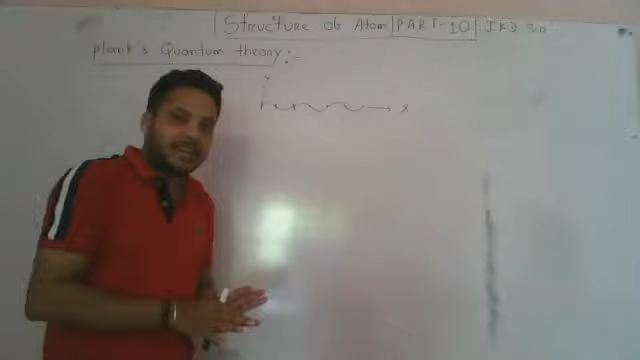 Structure of Atom PART-10
plank's Quantum theory:-
Y
X